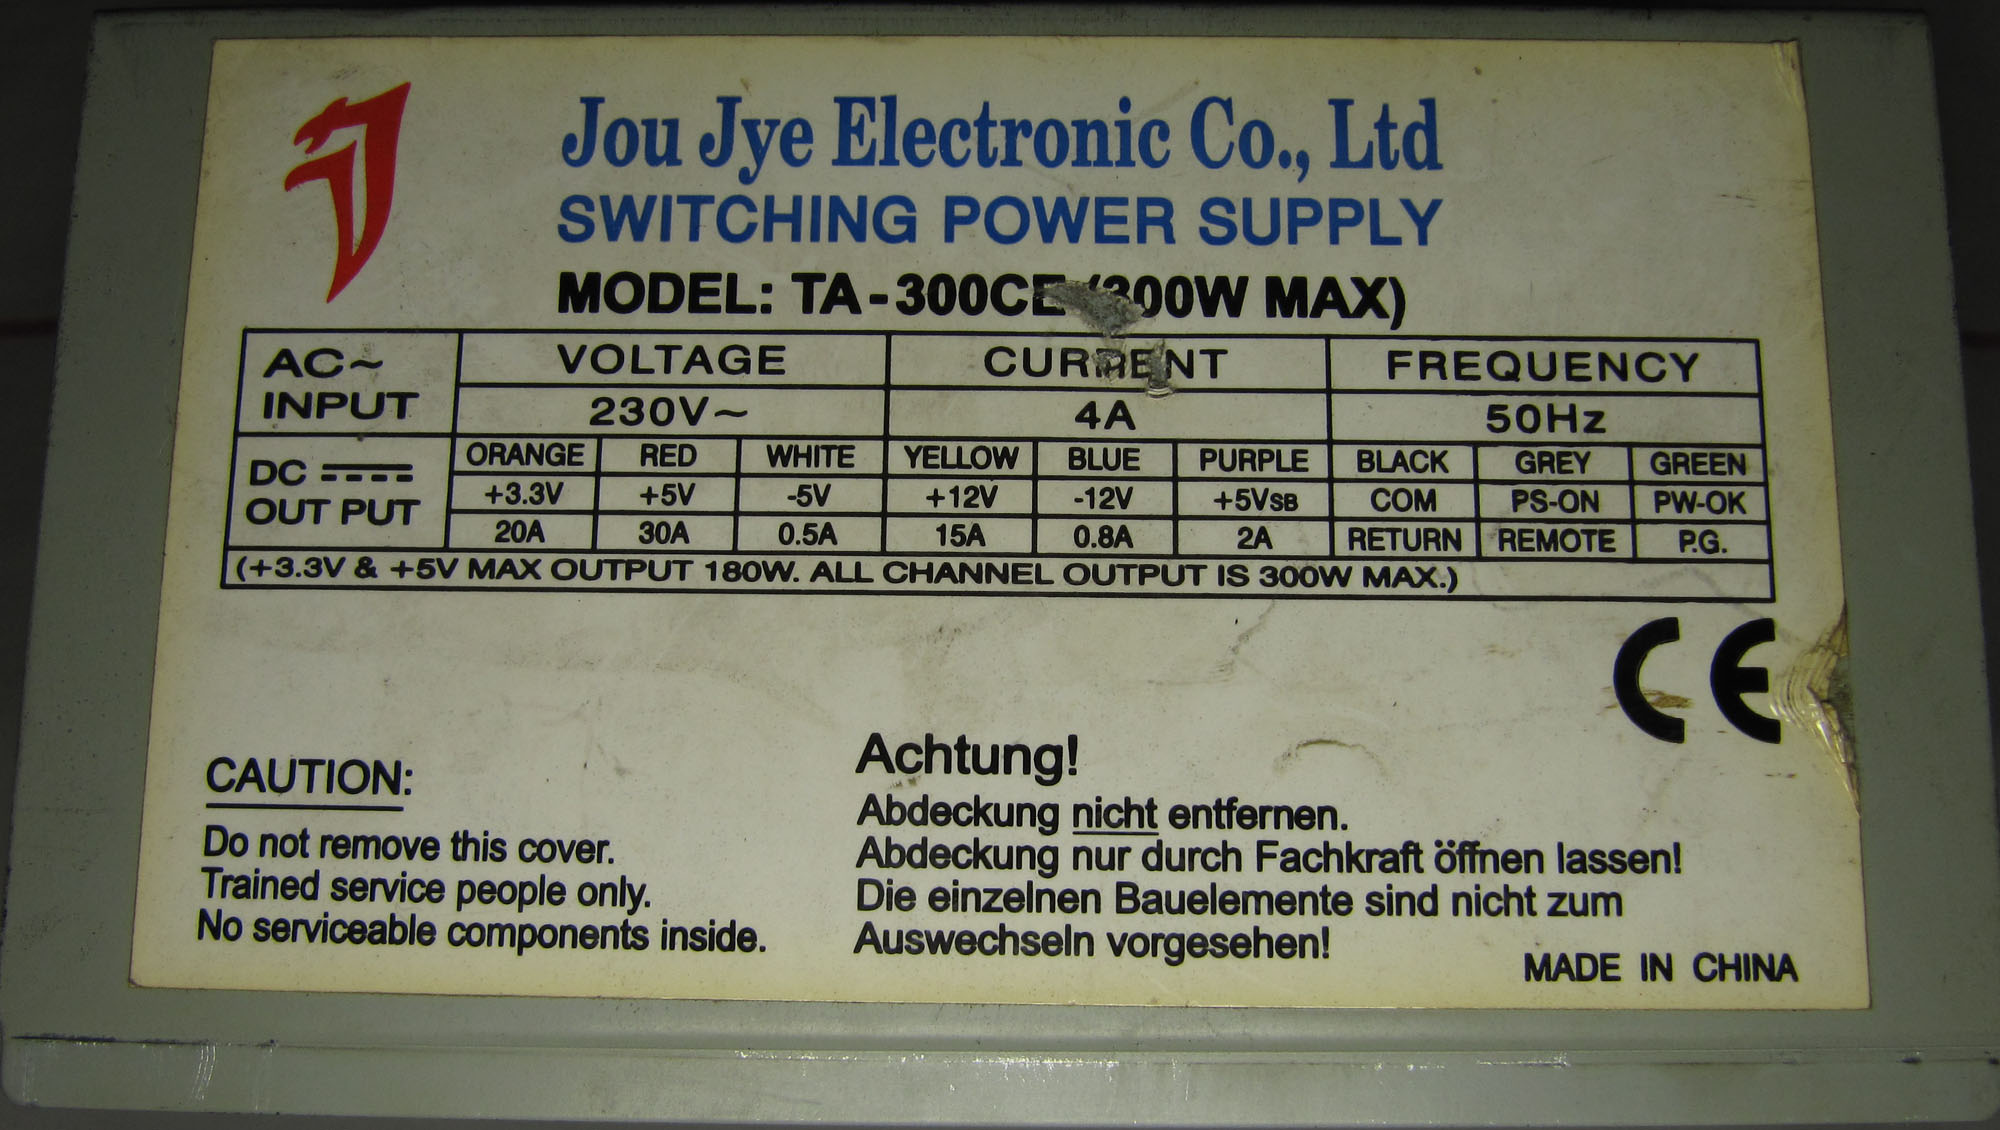 Jou Jye Electronic Co., Ltd
SWITCHING POWER SUPPLY
MODEL: TA-300CE (300W MAX)
AC~ INPUT VOLTAGE CURRENT FREQUENCY
230V~ 4A 50Hz
DC OUT PUT ORANGE RED WHITE YELLOW BLUE PURPLE BLACK GREY GREEN
+3.3V +5V -5V +12V -12V +5VSB COM PS-ON PW-OK
20A 30A 0.5A 15A 0.8A 2A RETURN REMOTE P.G.
(+3.3V & +5V MAX OUTPUT 180W. ALL CHANNEL OUTPUT IS 300W MAX.)
CE
CAUTION:
Do not remove this cover.
Trained service people only.
No serviceable components inside.
Achtung!
Abdeckung nicht entfernen.
Abdeckung nur durch Fachkraft öffnen lassen!
Die einzelnen Bauelemente sind nicht zum
Auswechseln vorgesehen!
MADE IN CHINA